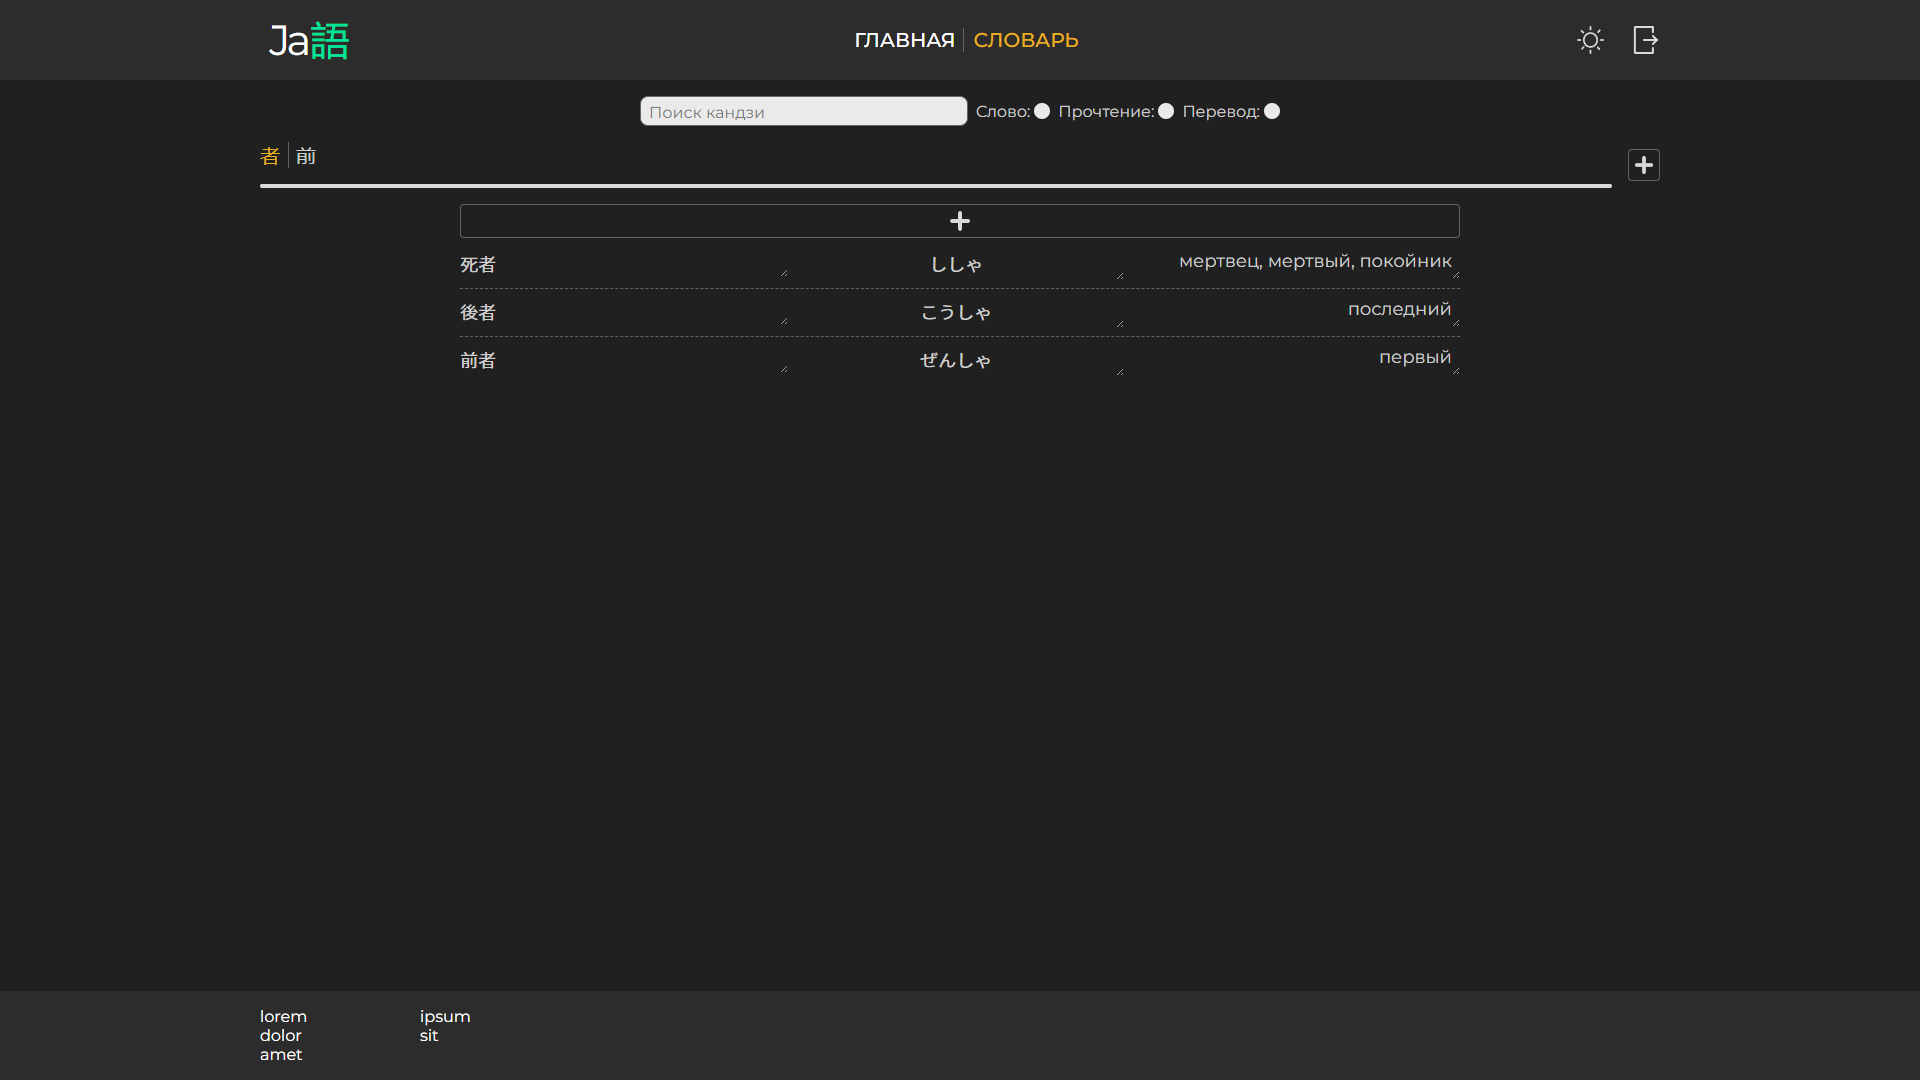 Ja語
ГЛАВНАЯ СЛОВАРЬ
Поиск кандзи Слово: Прочтение: Перевод:
者 前
死者 ししゃ мертвец, мертвый, покойник
後者 こうしゃ последний
前者 ぜんしゃ первый
lorem ipsum
dolor sit
amet